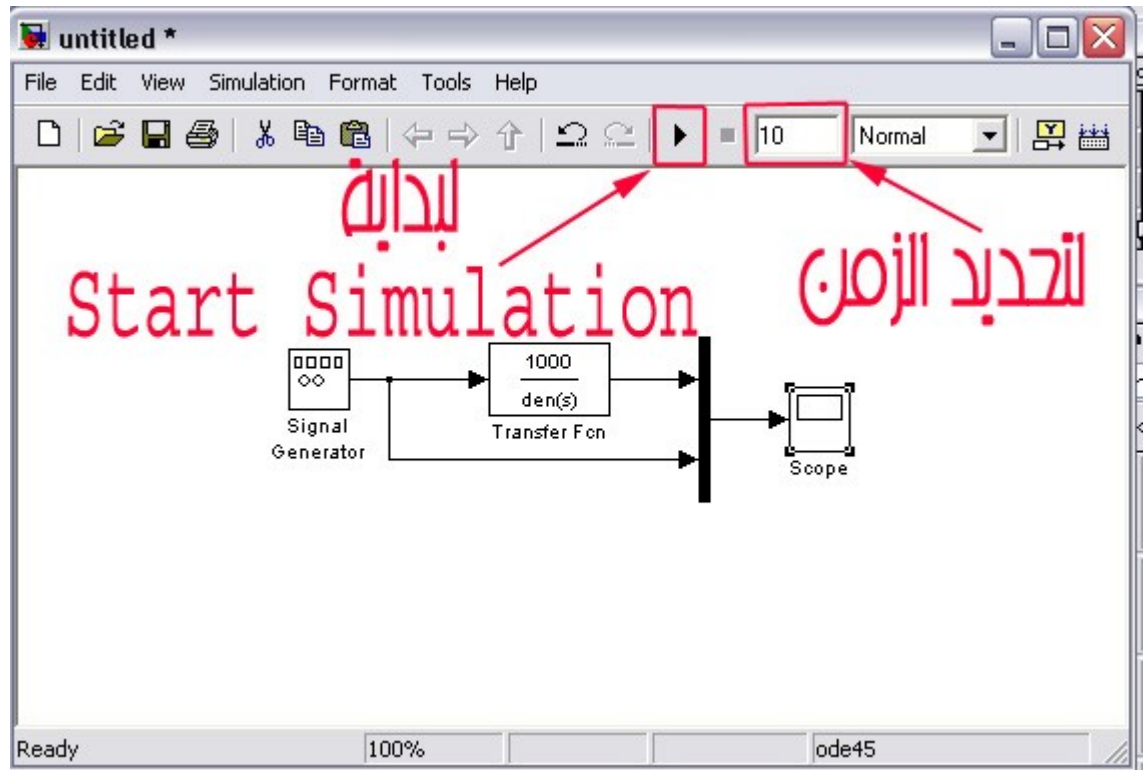 untitled *
File Edit View Simulation Format Tools Help
10 Normal
لبداية
Start Simulation
لتحديد الزمن
1000
den(s)
Signal
Generator
Transfer Fcn
Scope
Ready 100% ode45